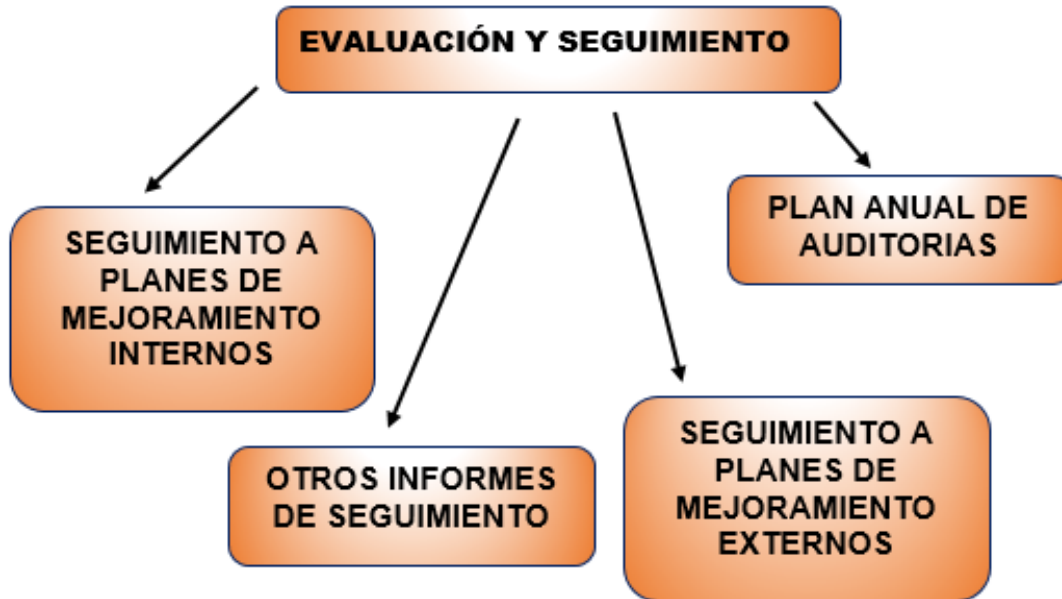 EVALUACIÓN Y SEGUIMIENTO
SEGUIMIENTO A
PLANES DE
MEJORAMIENTO
INTERNOS
OTROS INFORMES
DE SEGUIMIENTO
SEGUIMIENTO A
PLANES DE
MEJORAMIENTO
EXTERNOS
PLAN ANUAL DE
AUDITORIAS